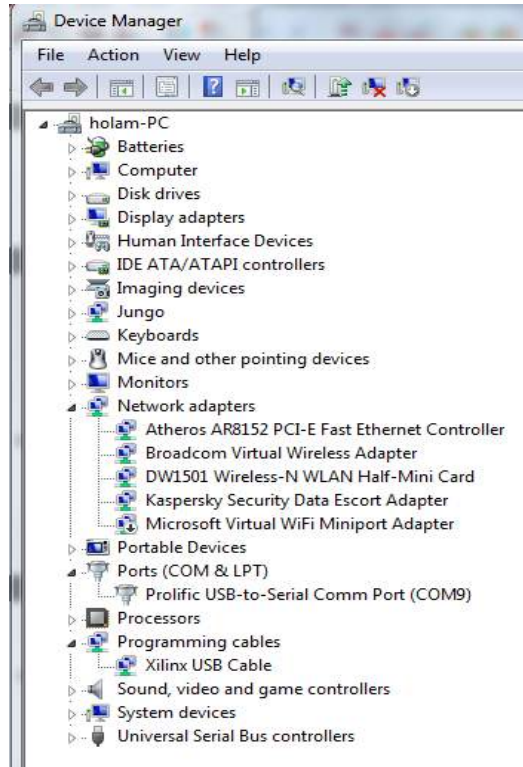 Device Manager
File Action View Help
holam-PC
Batteries
Computer
Disk drives
Display adapters
Human Interface Devices
IDE ATA/ATAPI controllers
Imaging devices
Jungo
Keyboards
Mice and other pointing devices
Monitors
Network adapters
Atheros AR8152 PCI-E Fast Ethernet Controller
Broadcom Virtual Wireless Adapter
DW1501 Wireless-N WLAN Half-Mini Card
Kaspersky Security Data Escort Adapter
Microsoft Virtual WiFi Miniport Adapter
Portable Devices
Ports (COM & LPT)
Prolific USB-to-Serial Comm Port (COM9)
Processors
Programming cables
Xilinx USB Cable
Sound, video and game controllers
System devices
Universal Serial Bus controllers